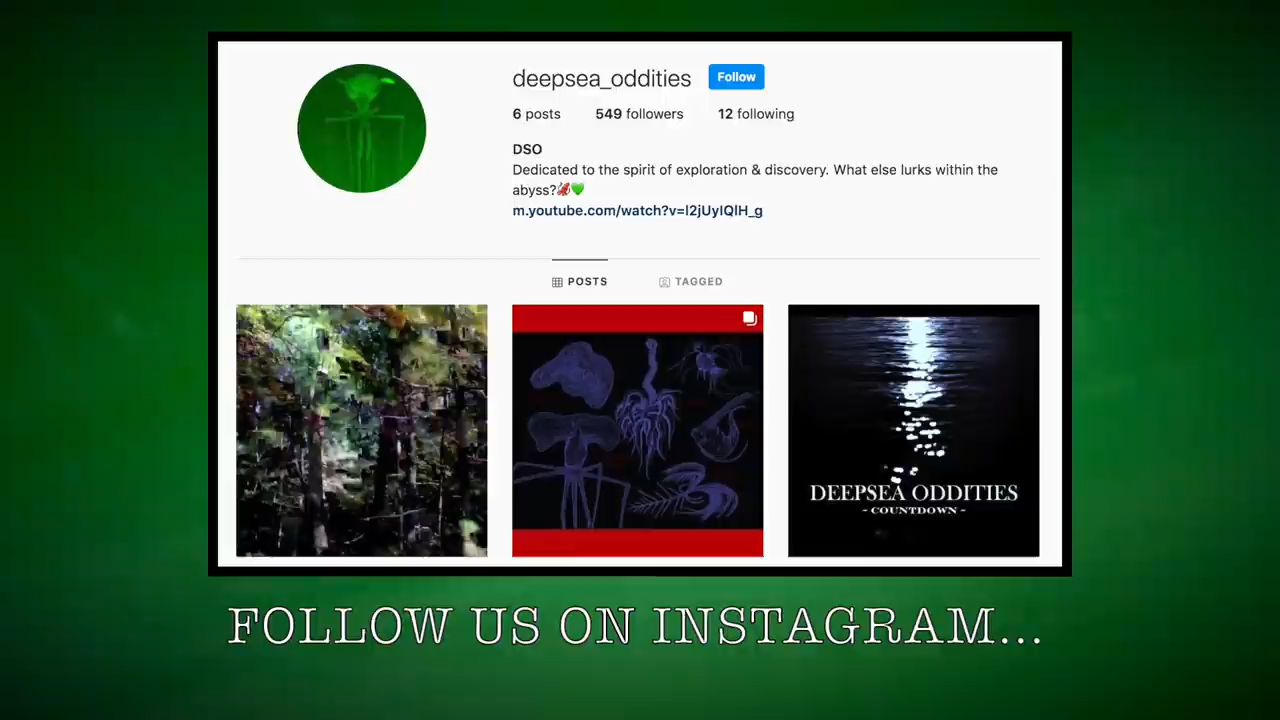 deepsea_oddities Follow
6 posts 549 followers 12 following
DSO
Dedicated to the spirit of exploration & discovery. What else lurks within the
abyss?🦑💚
m.youtube.com/watch?v=l2jUylQlH_g
POSTS TAGGED
DEEPSEA ODDITIES
- COUNTDOWN -
FOLLOW US ON INSTAGRAM...